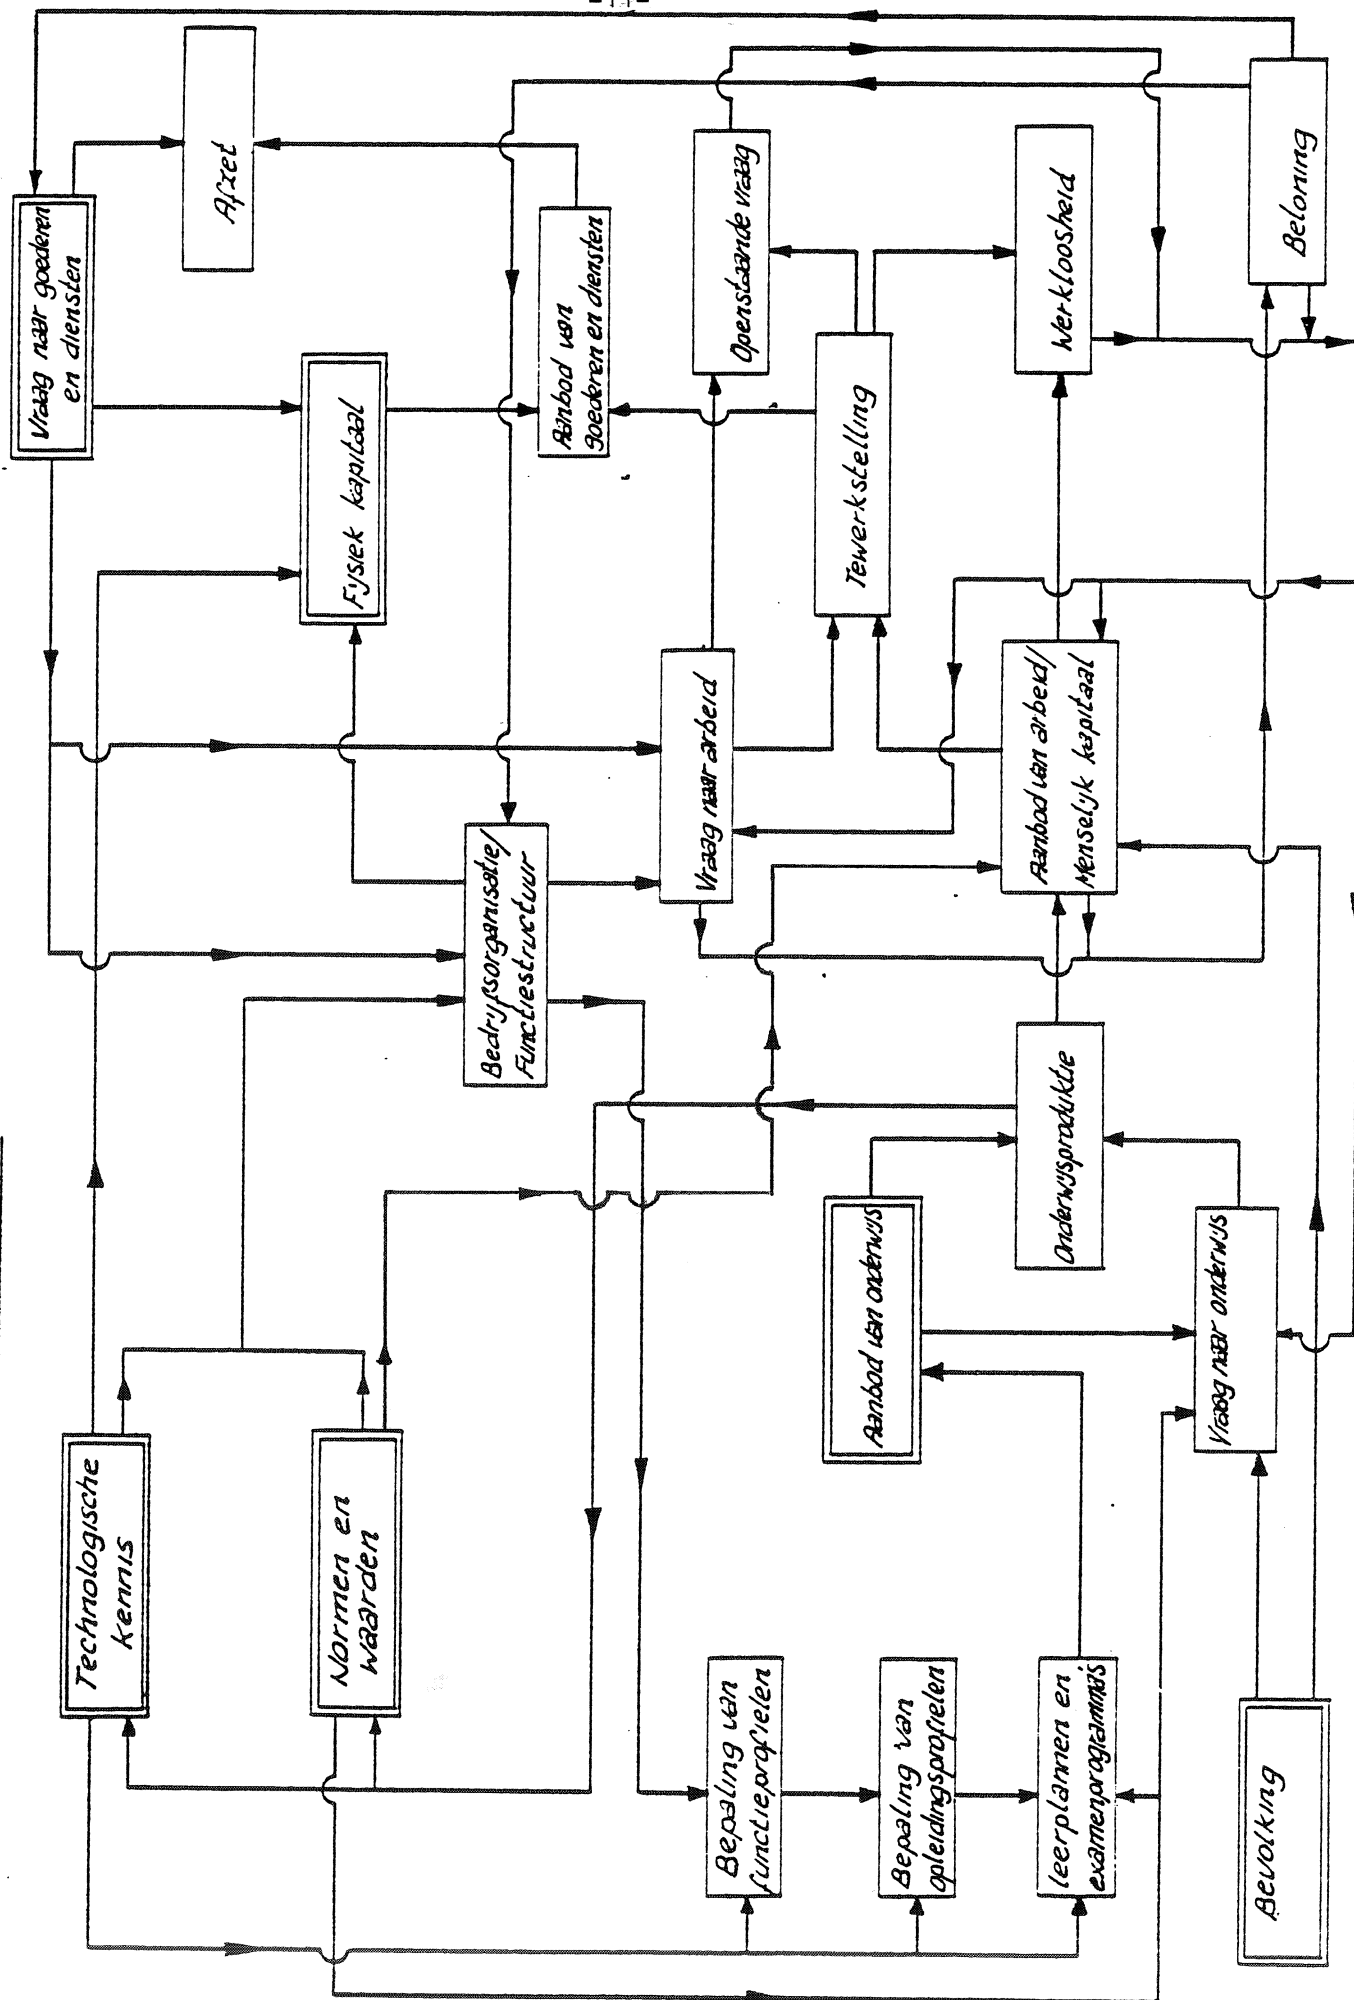 - 11 -
Technologische
kennis
Normen en
waarden
Vraag naar goederen
en diensten
Afzet
Fysiek kapitaal
Bedrijfsorganisatie/
Functiestructuur
Aanbod van
goederen en diensten
Bepaling van
functieprofielen
Vraag naar arbeid
Openstaande vraag
Bepaling van
opleidingsprofielen
Aanbod van onderwijs
Tewerkstelling
Leerplannen en
examenprogramma's
Onderwijsproduktie
Aanbod van arbeid/
Menselijk kapitaal
Werkloosheid
Vraag naar onderwijs
Bevolking
Beloning